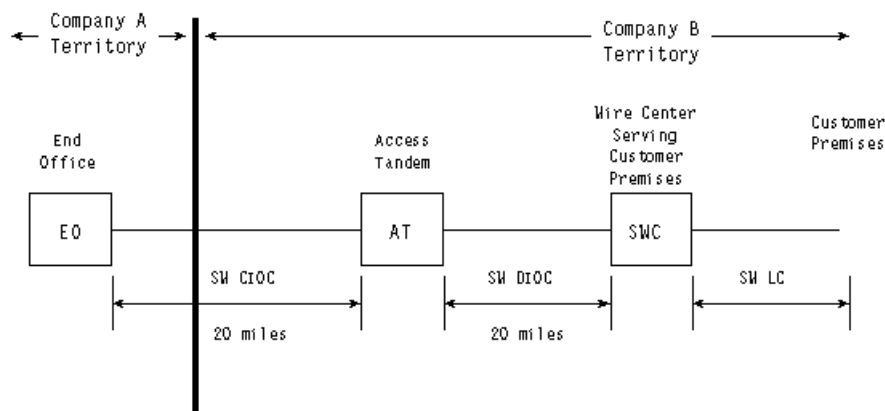 Company A
Territory
Company B
Territory
End
Office
Access
Tandem
Wire Center
Serving
Customer
Premises
Customer
Premises
EO
AT
SWC
SW CIOC
SW DIOC
SW LC
20 miles
20 miles